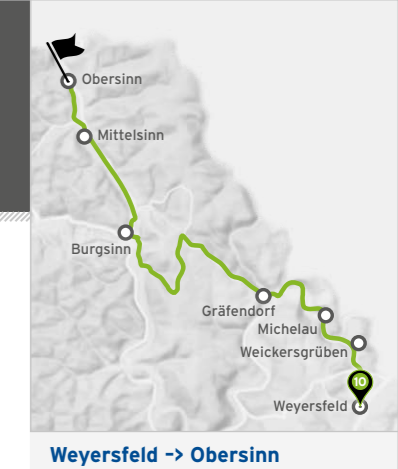 Obersinn
Mittelsinn
Burgsinn
Gräfendorf
Michelau
Weickersgrüben
10
Weyersfeld
Weyersfeld -> Obersinn